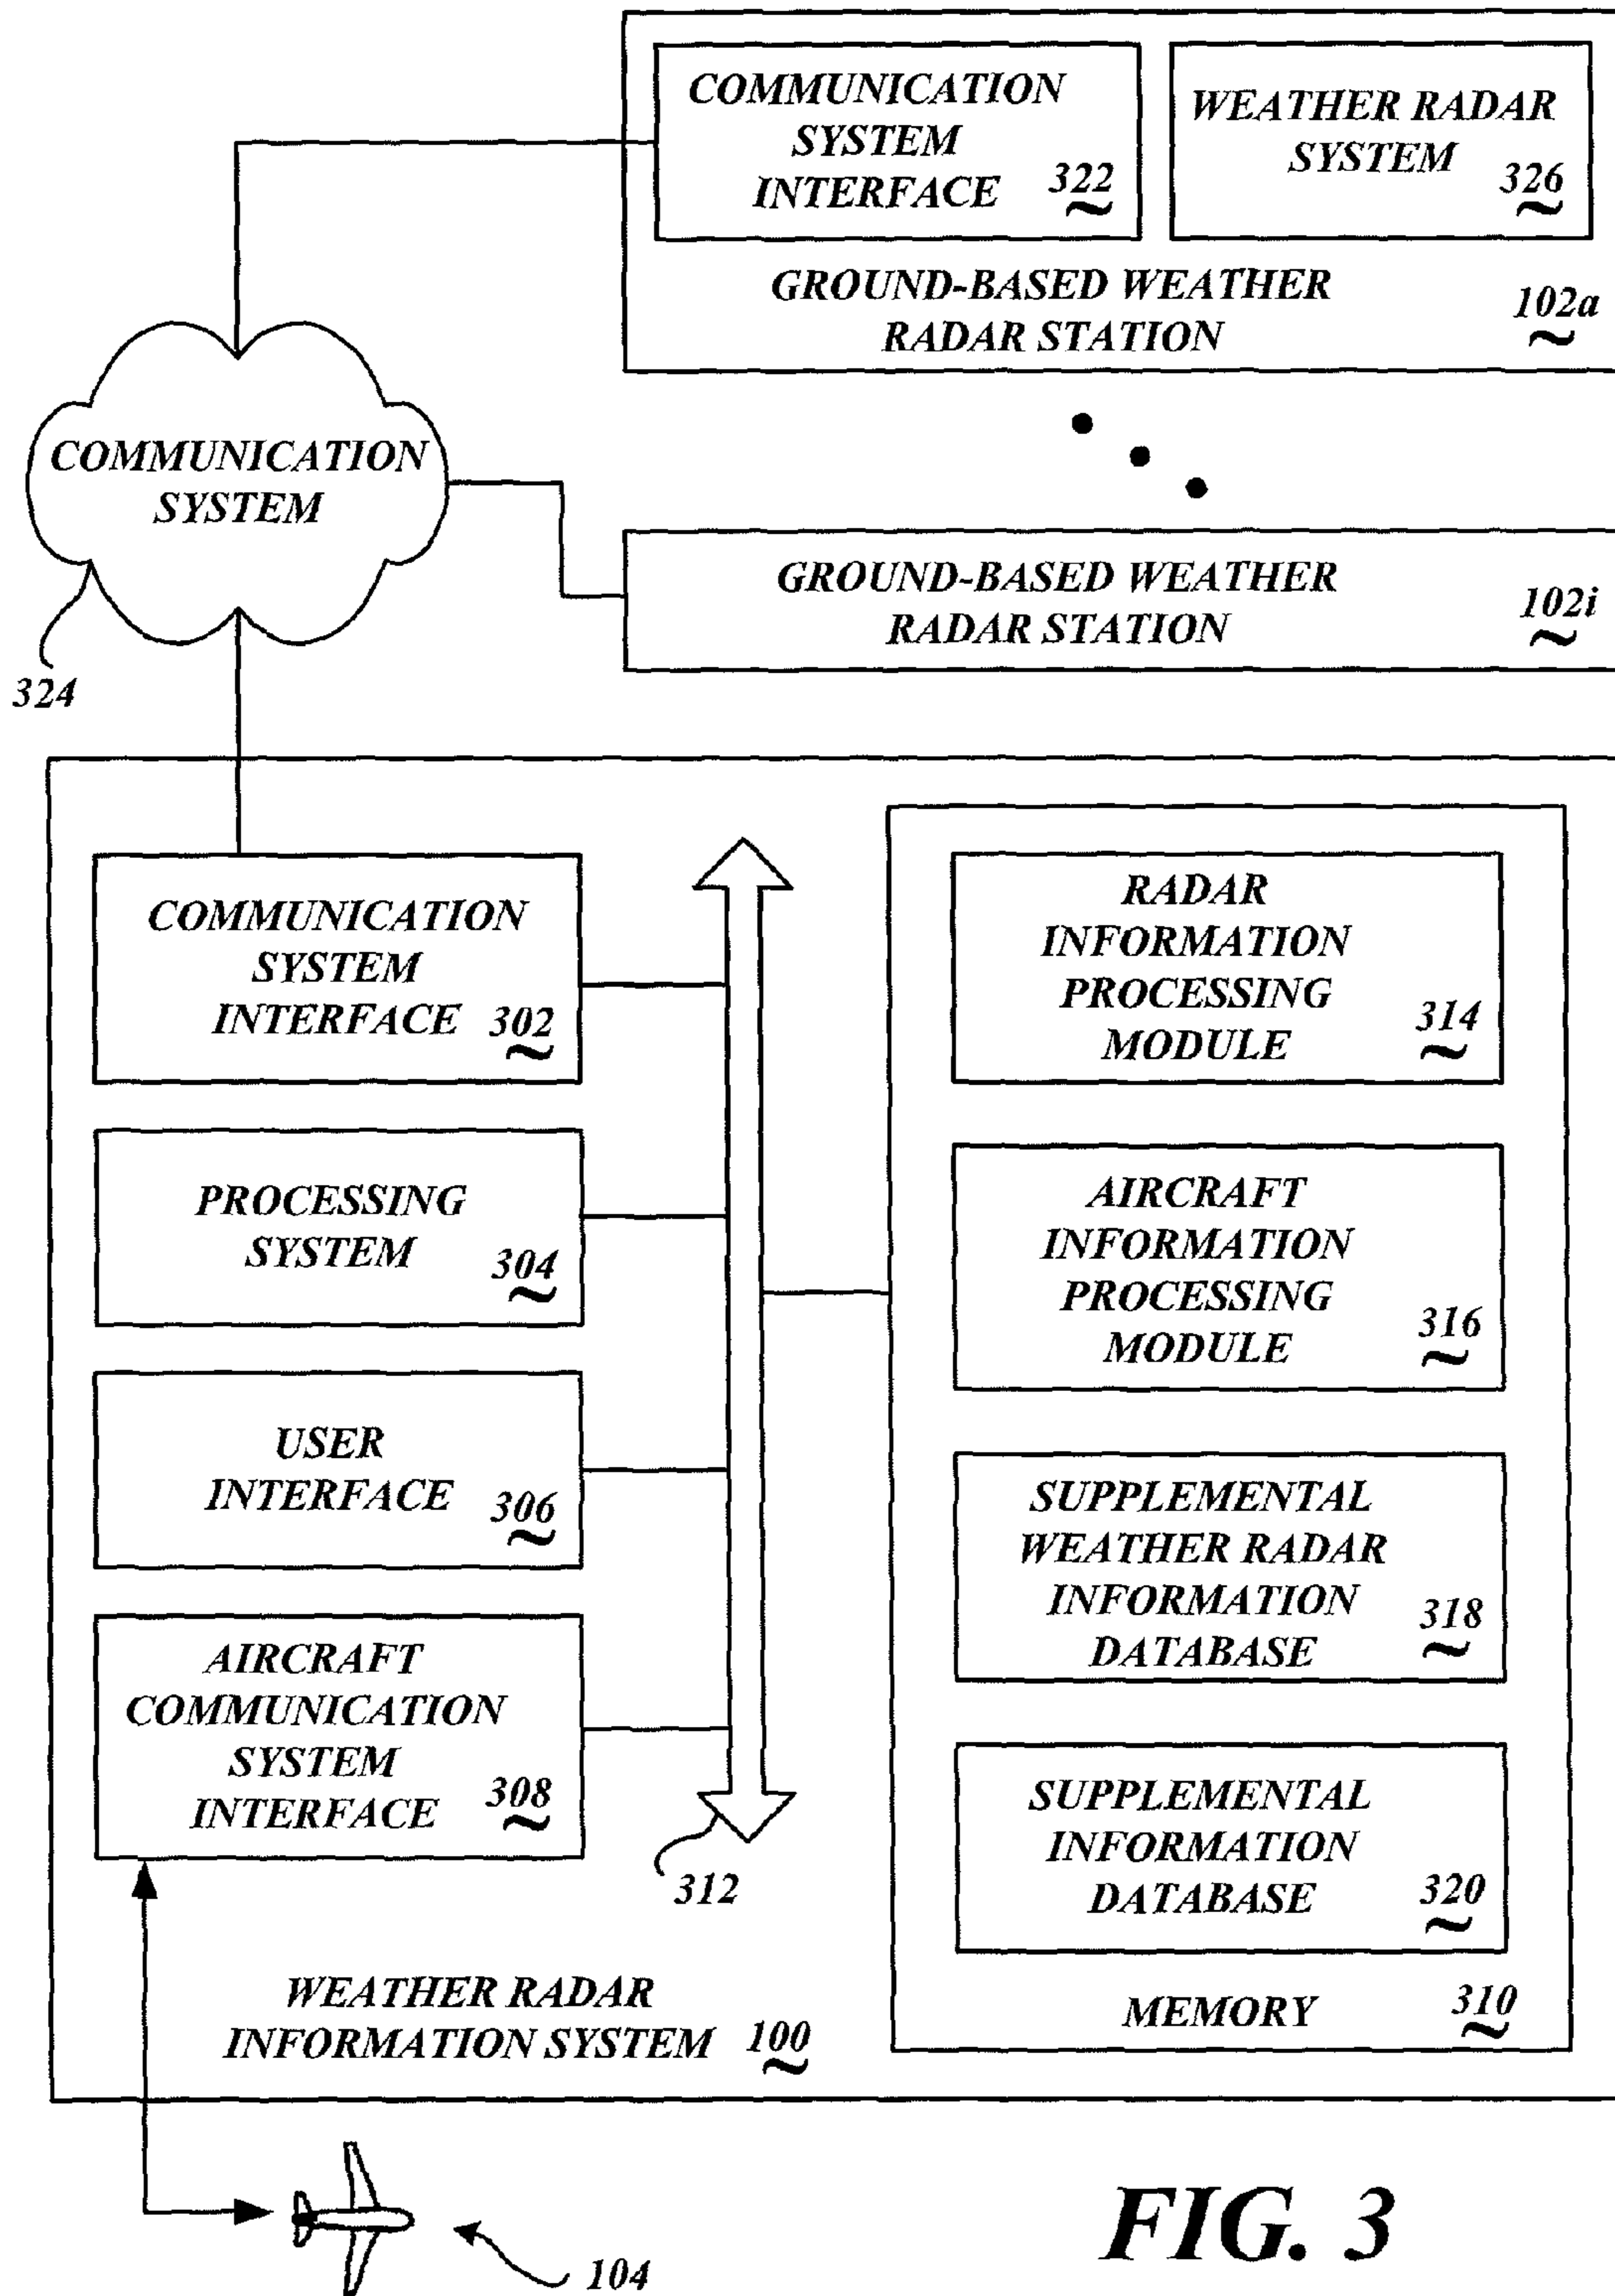 COMMUNICATION
SYSTEM
INTERFACE 322
WEATHER RADAR
SYSTEM
326
GROUND-BASED WEATHER
RADAR STATION
102a
COMMUNICATION
SYSTEM
324
GROUND-BASED WEATHER
RADAR STATION
102i
COMMUNICATION
SYSTEM
INTERFACE 302
PROCESSING
SYSTEM
304
USER
INTERFACE 306
AIRCRAFT
COMMUNICATION
SYSTEM
INTERFACE 308
312
RADAR
INFORMATION
PROCESSING
MODULE
314
AIRCRAFT
INFORMATION
PROCESSING
MODULE
316
SUPPLEMENTAL
WEATHER RADAR
INFORMATION
DATABASE
318
SUPPLEMENTAL
INFORMATION
DATABASE
320
MEMORY
310
WEATHER RADAR
INFORMATION SYSTEM 100
104
FIG. 3